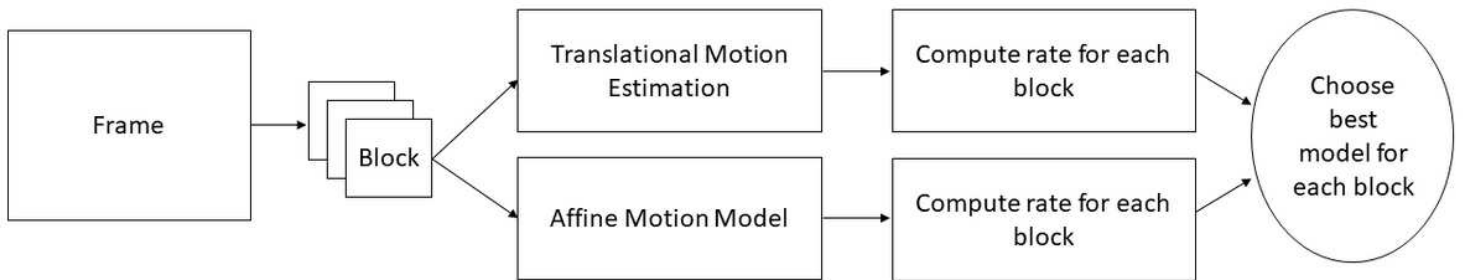 Frame
Block
Translational Motion
Estimation
Compute rate for each
block
Affine Motion Model
Compute rate for each
block
Choose
best
model for
each block